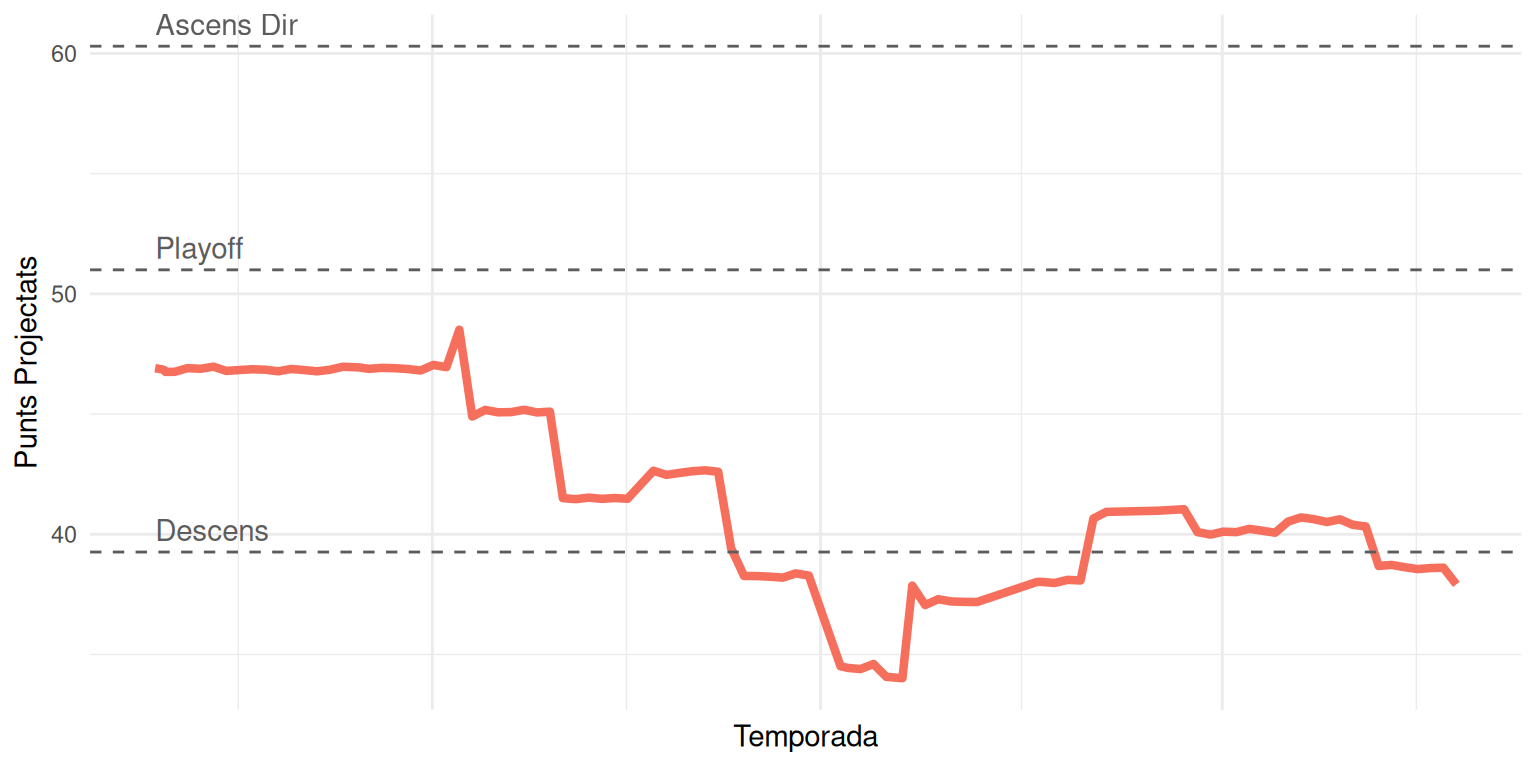 Ascens Dir
60
Playoff
50
Punts Projectats
Descens
40
Temporada